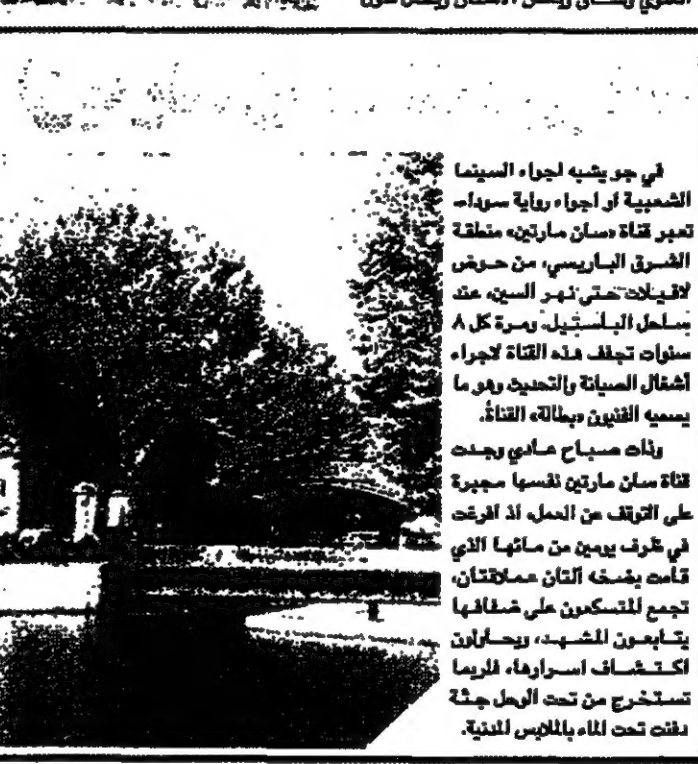 في جو يشبه اجواء السينما
الشعبية او اجواء رواية سوداء
تعبر قناة «سان مارتين» منطقة
الشرق الباريسي، من حوض
لافيلات حتى نهر السين، عند
ساحل الباستيل. ومرة كل ٨
سنوات تجفف هذه القناة لاجراء
أشغال الصيانة والتحديث وهو ما
يسميه الفنيون «بطالة» القناة.
وذات صباح عادي وجدت
قناة سان مارتين نفسها مجبرة
على التوقف عن العمل، اذ افرغت
في ظرف يومين من مائها الذي
قامت بضخه آلتان عملاقتان،
تجمع المتسكعون على ضفافها
يتابعون المشهد، ويحاولون
اكتشاف اسرارها، فلربما
تستخرج من تحت الوحل جثة
دفنت تحت الماء بالملابس المدنية.